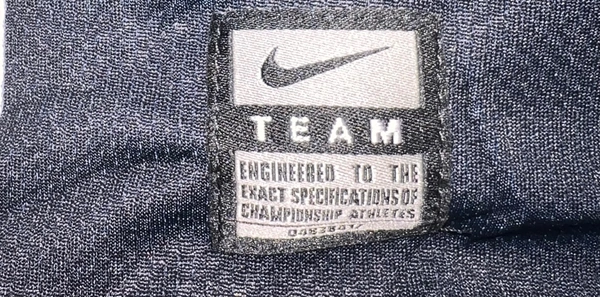 TEAM
ENGINEERED TO THE
EXACT SPECIFICATIONS OF
CHAMPIONSHIP ATHLETES